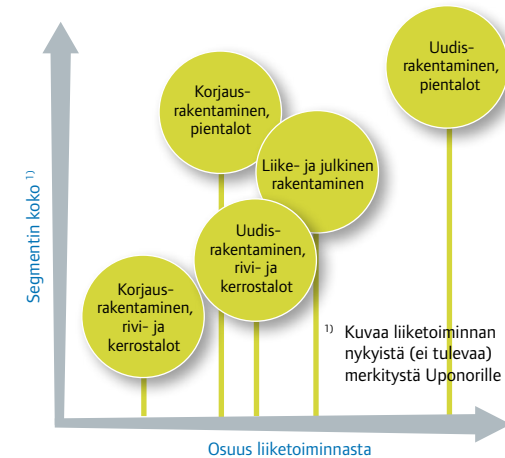 Uudis-
rakentaminen,
pientalot
Korjaus-
rakentaminen,
pientalot
Liike- ja julkinen
rakentaminen
Uudis-
rakentaminen,
rivi- ja
kerrostalot
Korjaus-
rakentaminen,
rivi- ja
kerrostalot
Segmentin koko 1)
1) Kuvaa liiketoiminnan
nykyistä (ei tulevaa)
merkitystä Uponorille
Osuus liiketoiminnasta